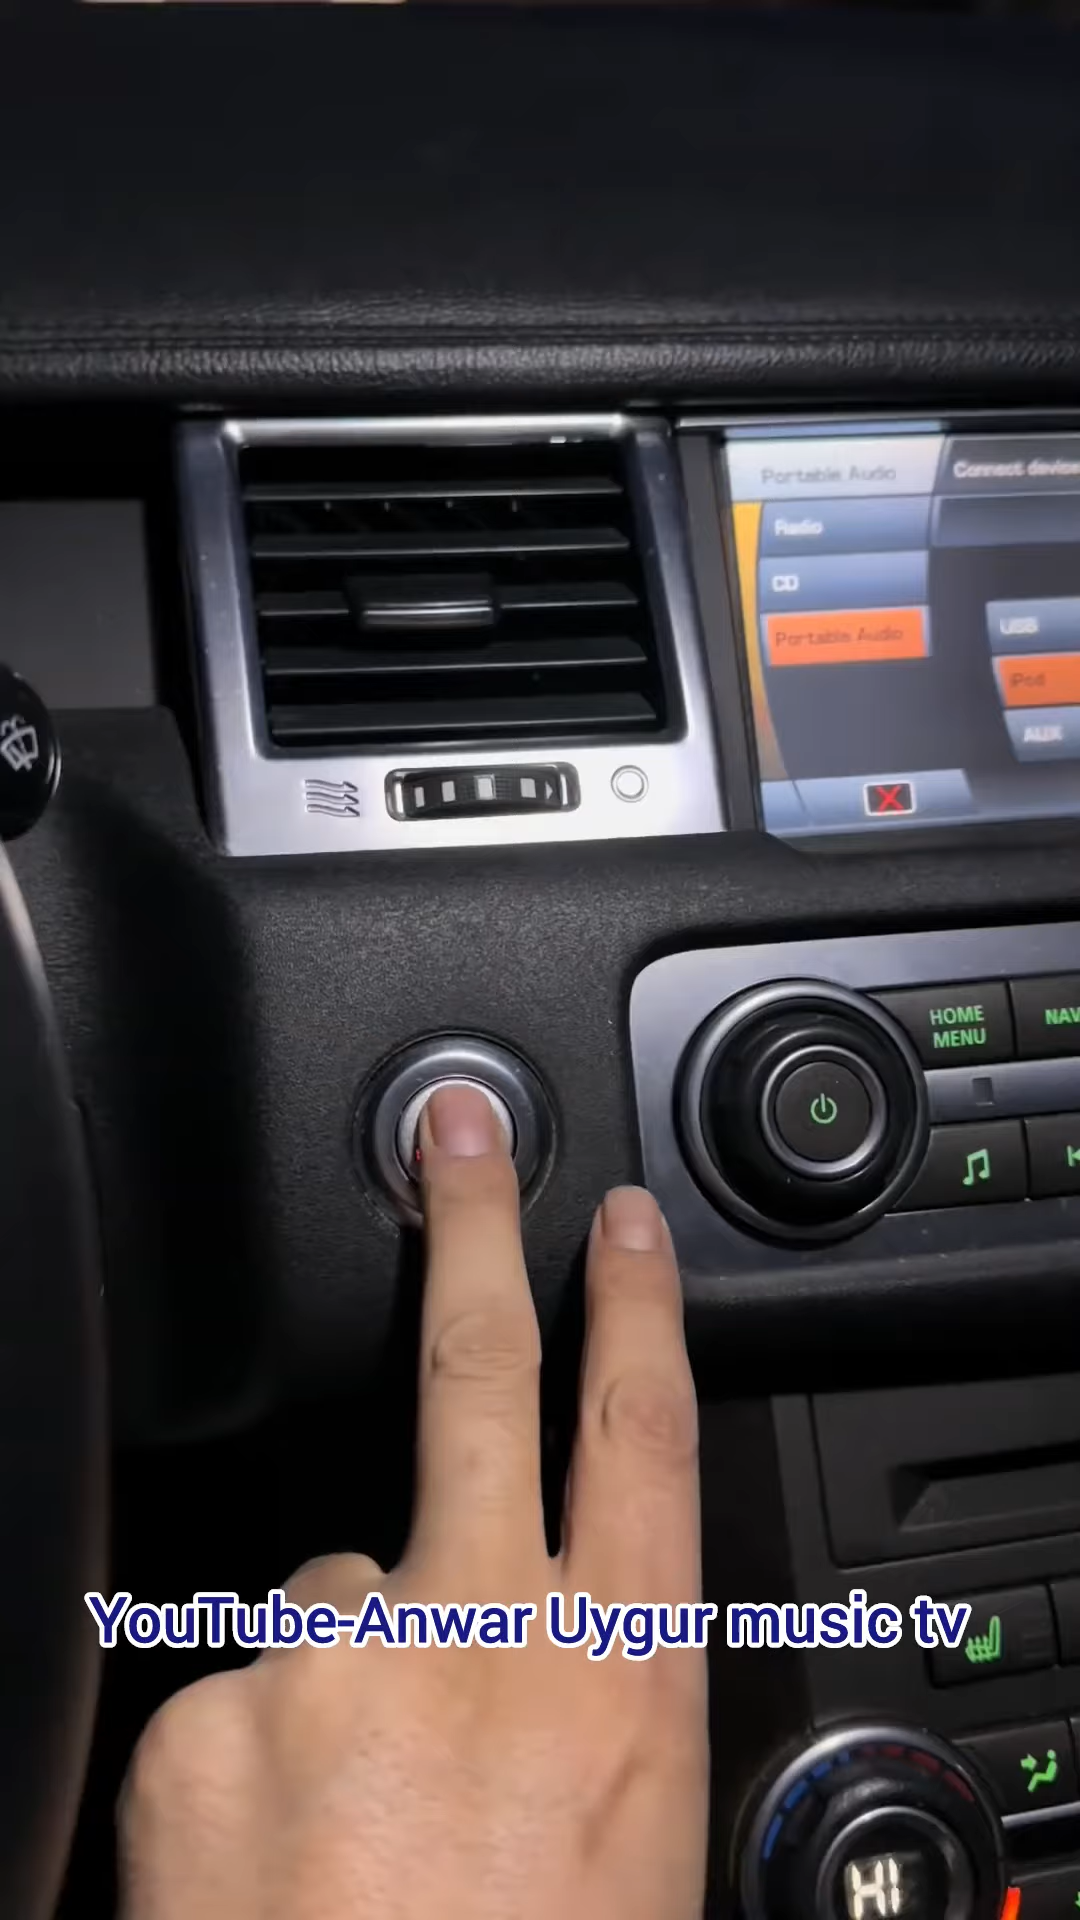 Portable Audio
Connect device
Radio
CD
Portable Audio
USB
iPod
AUX
HOME
MENU
NAV
YouTube-Anwar Uygur music tv
HI